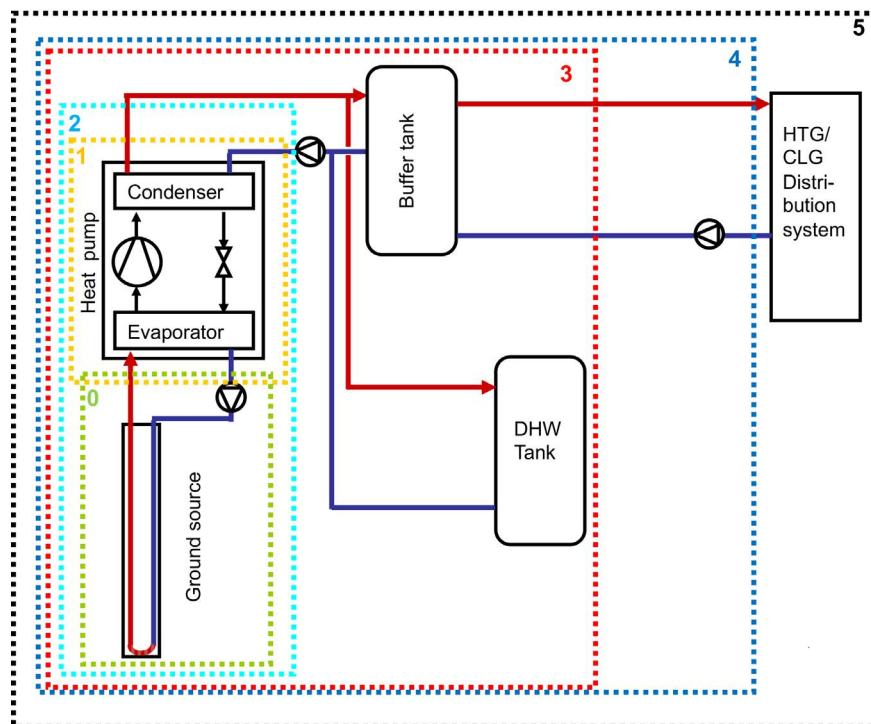 5
4
3
2
1
Condenser
Heat pump
Evaporator
0
Ground source
Buffer tank
DHW
Tank
HTG/
CLG
Distri-
bution
system